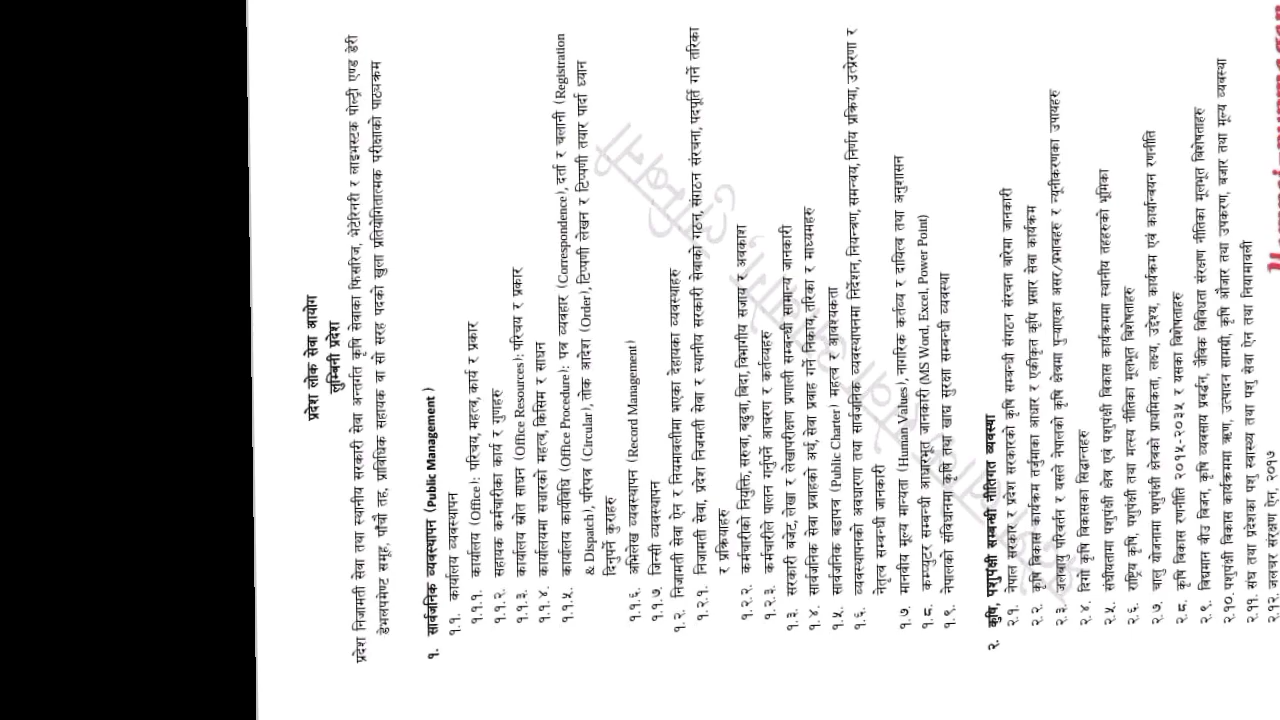 प्रदेश लोक सेवा आयोग
लुम्बिनी प्रदेश
प्रदेश निजामती सेवा तथा स्थानीय सरकारी सेवा अन्तर्गत कृषि सेवाका फिसरिज, भेटेरिनरी र लाइभस्टक पोल्ट्री एण्ड डेरी
डेभलपमेण्ट समूह, पाँचौ तह, प्राविधिक सहायक वा सो सरह पदको खुला प्रतियोगितात्मक परीक्षाको पाठ्यक्रम
१. सार्वजनिक व्यवस्थापन (Public Management )
१.१. कार्यालय व्यवस्थापन
१.१.१. कार्यालय (Office): परिचय, महत्व, कार्य र प्रकार
१.१.२. सहायक कर्मचारीका कार्य र गुणहरु
१.१.३. कार्यालय स्रोत साधन (Office Resources): परिचय र प्रकार
१.१.४. कार्यालयमा सञ्चारको महत्व, किसिम र साधन
१.१.५. कार्यालय कार्यविधि (Office Procedure): पत्र व्यवहार (Correspondence), दर्ता र चलानी (Registration
& Dispatch), परिपत्र (Circular), तोक आदेश (Order), टिप्पणी लेखन र टिप्पणी तयार पार्दा ध्यान
दिनुपर्ने कुराहरु
१.१.६. अभिलेख व्यवस्थापन (Record Management)
१.१.७. जिन्सी व्यवस्थापन
१.२. निजामती सेवा ऐन र नियमावलीमा भएका देहायका व्यवस्थाहरु
१.२.१. निजामती सेवा, प्रदेश निजामती सेवा र स्थानीय सरकारी सेवाको गठन, संगठन संरचना, पदपूर्ति गर्ने तरिका
र प्रक्रियाहरु
१.२.२. कर्मचारीको नियुक्ति, सरुवा, बढुवा, बिदा, विभागीय सजाय र अवकाश
१.२.३. कर्मचारीले पालन गर्नुपर्ने आचरण र कर्तव्यहरु
१.३. सरकारी बजेट, लेखा र लेखापरीक्षण प्रणाली सम्बन्धी सामान्य जानकारी
१.४. सार्वजनिक सेवा प्रवाहको अर्थ, सेवा प्रवाह गर्ने निकाय, तरिका र माध्यमहरु
१.५. सार्वजनिक बडापत्र (Public Charter) महत्व र आवश्यकता
१.६. व्यवस्थापनको अवधारणा तथा सार्वजनिक व्यवस्थापनमा निर्देशन, नियन्त्रण, समन्वय, निर्णय प्रक्रिया, उत्प्रेरणा र
नेतृत्व सम्बन्धी जानकारी
१.७. मानवीय मूल्य मान्यता (Human Values), नागरिक कर्तव्य र दायित्व तथा अनुशासन
१.८. कम्प्युटर सम्बन्धी आधारभूत जानकारी (MS Word, Excel, Power Point)
१.९. नेपालको संविधानमा कृषि तथा खाद्य सुरक्षा सम्बन्धी व्यवस्था
२. कृषि, पशुपंक्षी सम्बन्धी नीतिगत व्यवस्था
२.१. नेपाल सरकार र प्रदेश सरकारको कृषि सम्बन्धी संगठन संरचना बारेमा जानकारी
२.२. कृषि विकास कार्यक्रम तर्जुमाका आधार र एकीकृत कृषि प्रसार सेवा कार्यक्रम
२.३. जलबायु परिवर्तन र यसले नेपालको कृषि क्षेत्रमा पुऱ्याएका असर/प्रभावहरु र न्यूनीकरणका उपायहरु
२.४. दिगो कृषि विकासका सिद्धान्तहरु
२.५. संघीयतामा पशुपंक्षी क्षेत्र एवं पशुपंक्षी विकास कार्यक्रममा स्थानीय तहहरुको भूमिका
२.६. राष्ट्रिय कृषि, पशुपंक्षी तथा मत्स्य नीतिका मूलभूत बिशेषताहरु
२.७. चालु योजनामा पशुपंक्षी क्षेत्रको प्राथमिकता, लक्ष्य, उद्देश्य, कार्यक्रम एवं कार्यान्वयन रणनीति
२.८. कृषि विकास रणनीति २०१५-२०३५ र यसका बिशेषताहरु
२.९. विद्यमान बीउ बिजन, कृषि व्यवसाय प्रवर्द्धन, जैविक बिविधता संरक्षण नीतिका मूलभूत बिशेषताहरु
२.१०. पशुपंक्षी विकास कार्यक्रममा ऋण, उत्पादन सामग्री, कृषि औजार तथा उपकरण, बजार तथा मूल्य व्यवस्था
२.११. संघ तथा प्रदेशका पशु स्वास्थ्य तथा पशु सेवा ऐन तथा नियमावली
२.१२. जलचर संरक्षण ऐन, २०१७